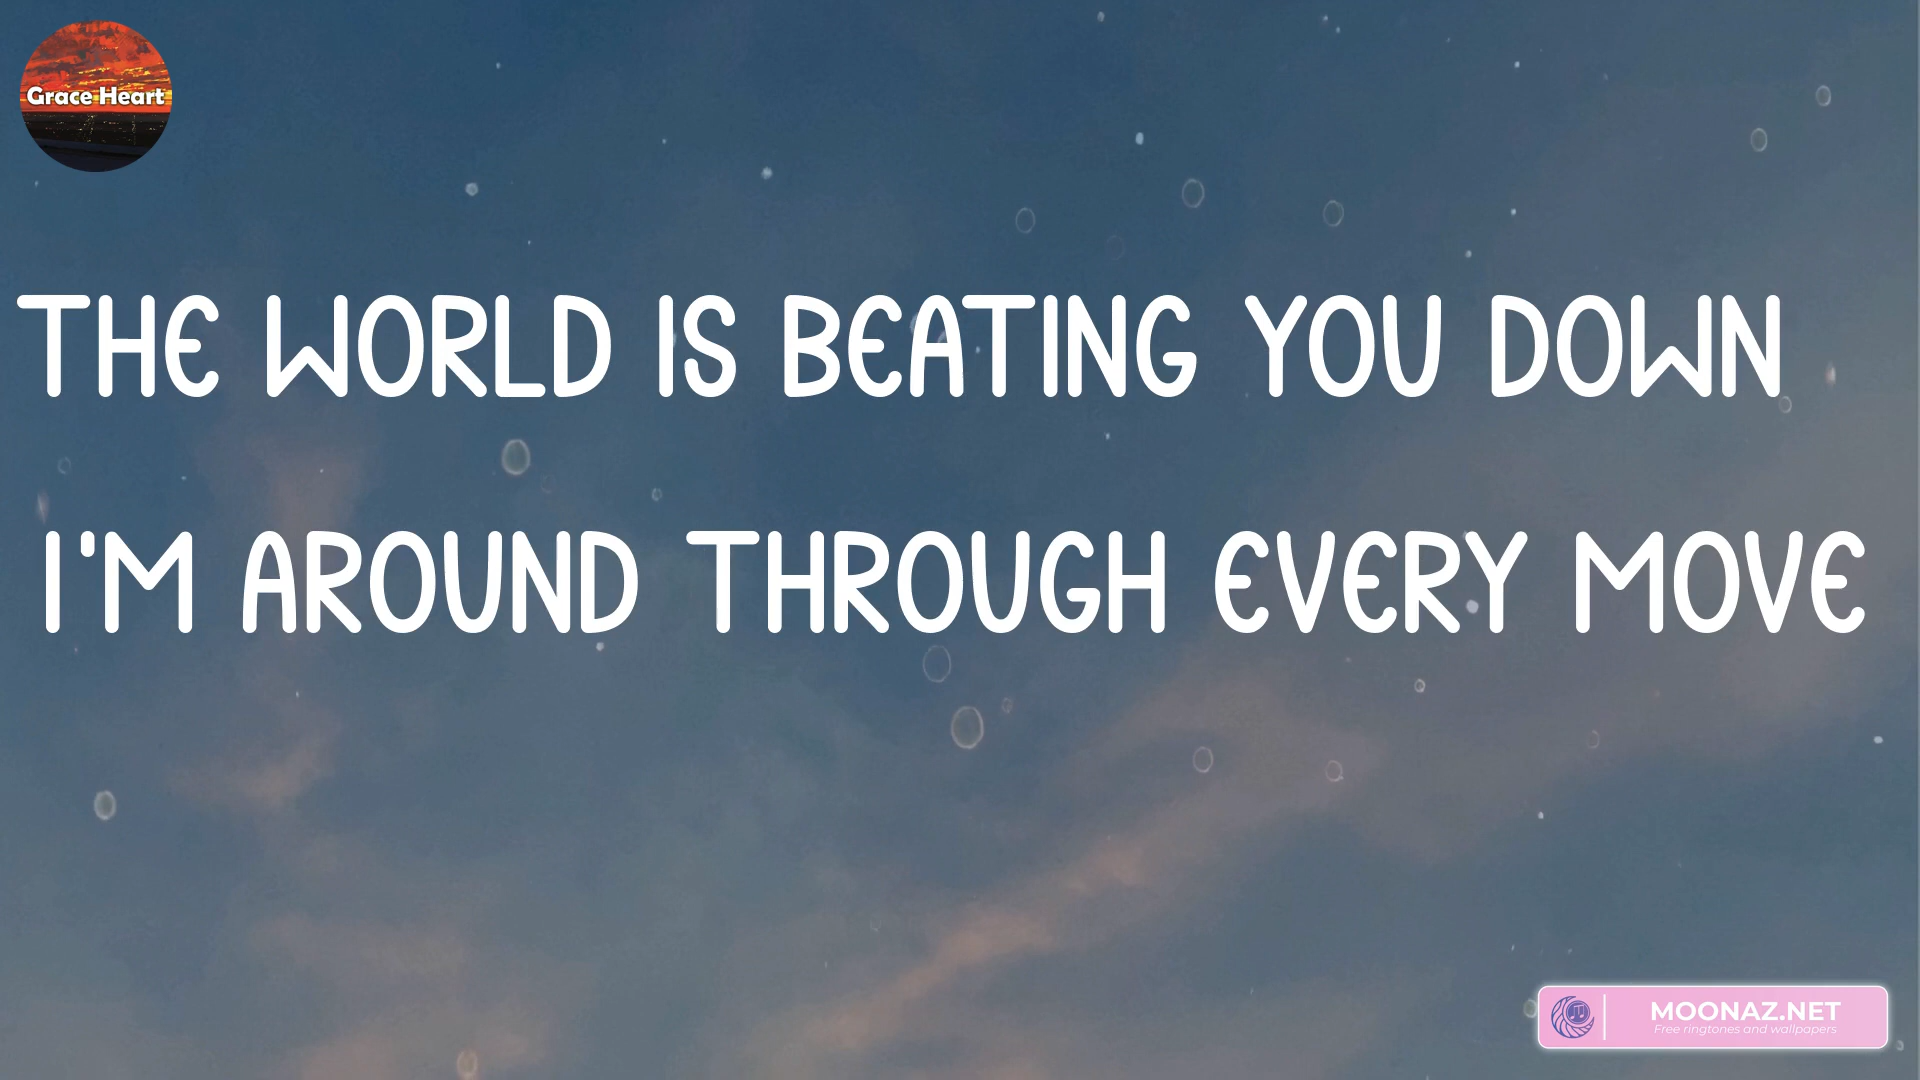 Grace Heart
THE WORLD IS BEATING YOU DOWN
I'M AROUND THROUGH EVERY MOVE
MOONAZ.NET
Free ringtones and wallpapers